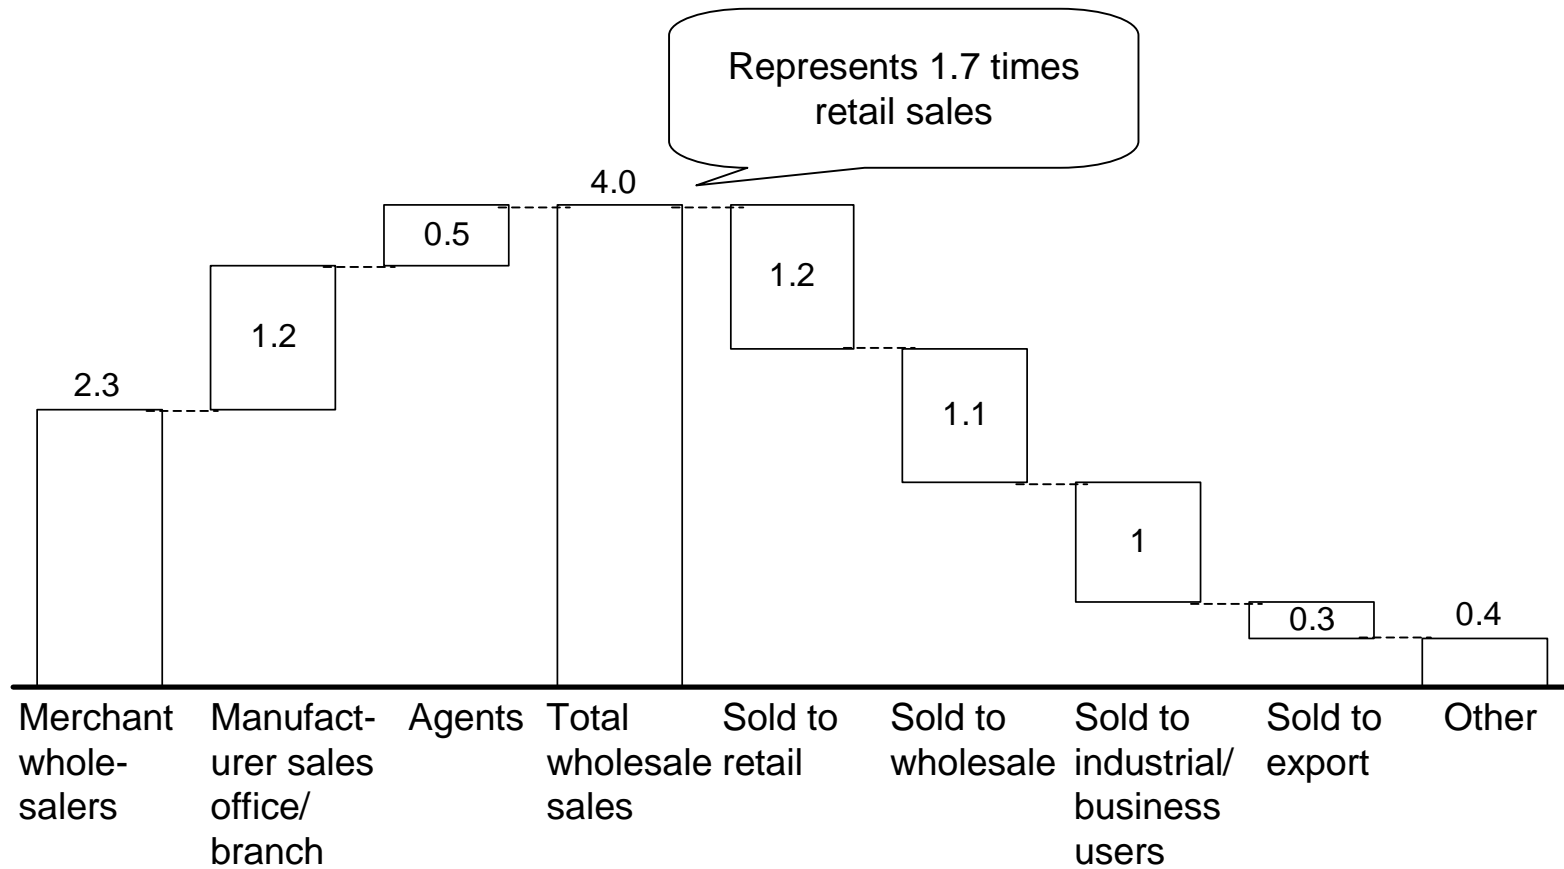 Represents 1.7 times
retail sales
4.0
0.5
1.2
1.2
2.3
1.1
1
0.3
0.4
Merchant
whole-
salers
Manufact-
urer sales
office/
branch
Agents
Total
wholesale
sales
Sold to
retail
Sold to
wholesale
Sold to
industrial/
business
users
Sold to
export
Other